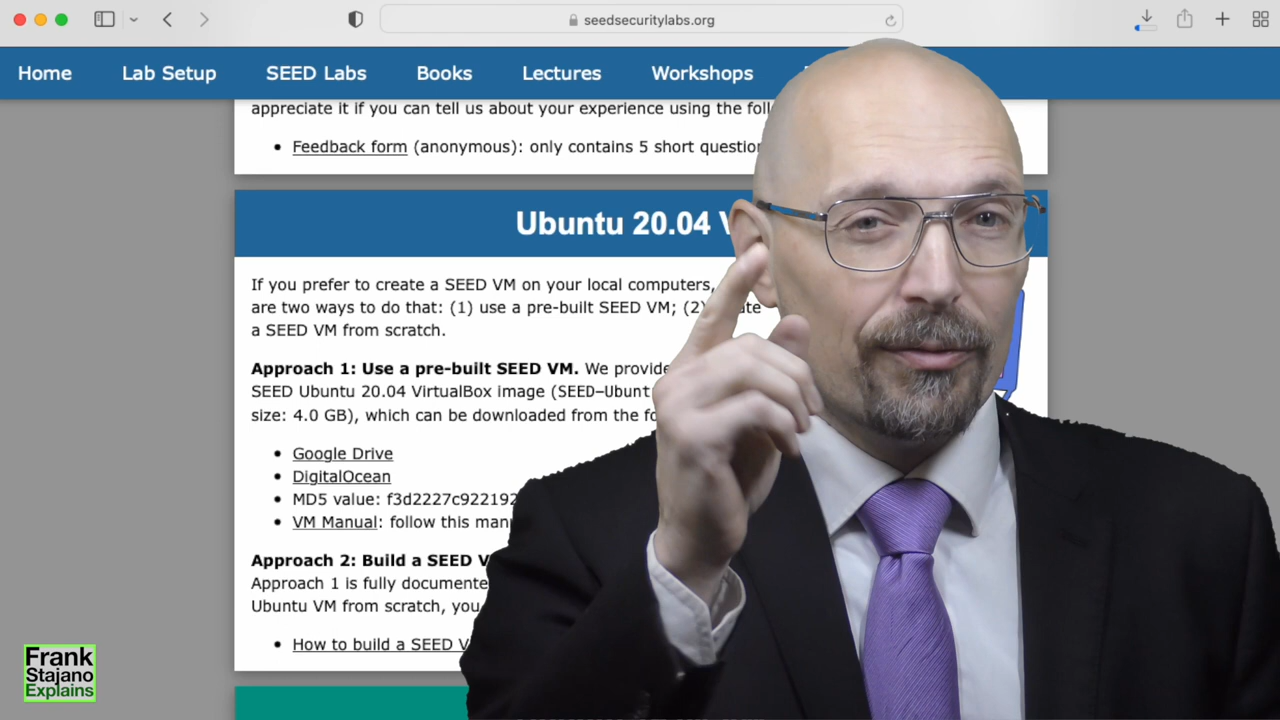 seedsecuritylabs.org
Home Lab Setup SEED Labs Books Lectures Workshops
appreciate it if you can tell us about your experience using the
• Feedback form (anonymous): only contains 5 short
Ubuntu 20.04
If you prefer to create a SEED VM on your local computers,
are two ways to do that: (1) use a pre-built SEED VM; (2)
a SEED VM from scratch.
Approach 1: Use a pre-built SEED VM. We provide
SEED Ubuntu 20.04 VirtualBox image (SEED-Ubunt
size: 4.0 GB), which can be downloaded from the
• Google Drive
• DigitalOcean
• MD5 value: f3d2227c922192
• VM Manual: follow this
Approach 2: Build a SEED
Approach 1 is fully documente
Ubuntu VM from scratch, you
• How to build a SEED
Frank
Stajano
Explains